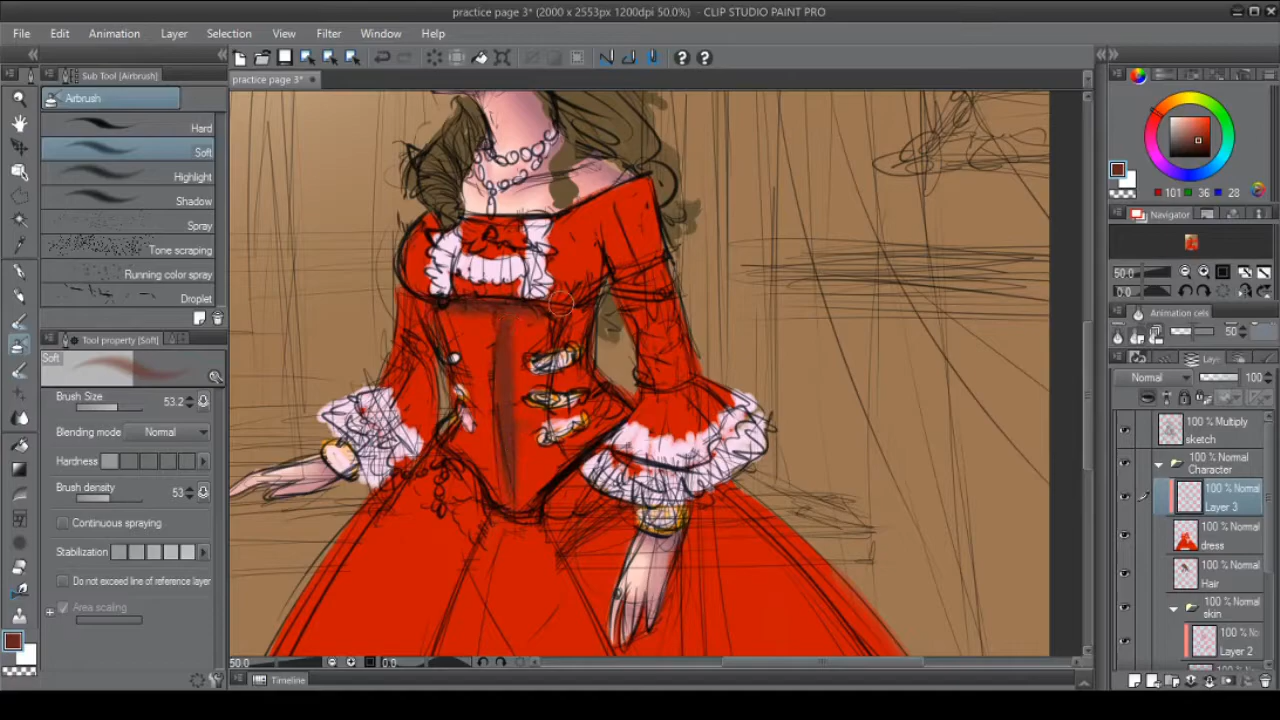 practice page 3* (2000 x 2553px 1200dpi 50.0%) - CLIP STUDIO PAINT PRO
File Edit Animation Layer Selection View Filter Window Help
Sub Tool [Airbrush]
practice page 3*
Airbrush
Hard
Soft
Highlight
Shadow
Spray
Tone scraping
Running color spray
Droplet
Tool property [Soft]
Soft
Brush Size 53.2
Blending mode Normal
Hardness
Brush density 53
Continuous spraying
Stabilization
Do not exceed line of reference layer
Area scaling
50.0 0.0
Timeline
101 36 28
Navigator
50.0
0.0
Animation cels
50
Normal 100
100 % Multiply
sketch
100 % Normal
Character
100 % Normal
Layer 3
100 % Normal
dress
100 % Normal
Hair
100 % Normal
skin
100 % No
Layer 2